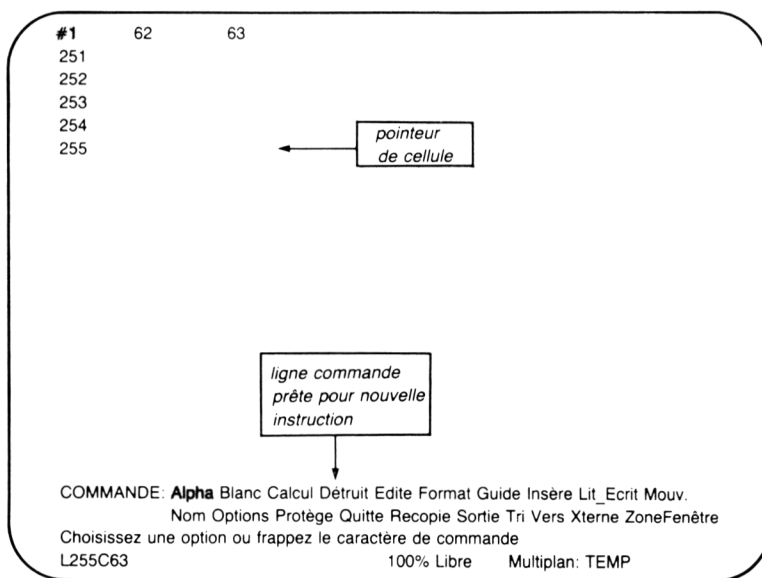 #1 62 63
251
252
253
254
255
pointeur
de cellule
ligne commande
prête pour nouvelle
instruction
COMMANDE: Alpha Blanc Calcul Détruit Edite Format Guide Insère Lit_Ecrit Mouv.
Nom Options Protège Quitte Recopie Sortie Tri Vers Xterne ZoneFenêtre
Choisissez une option ou frappez le caractère de commande
L255C63 100% Libre Multiplan: TEMP